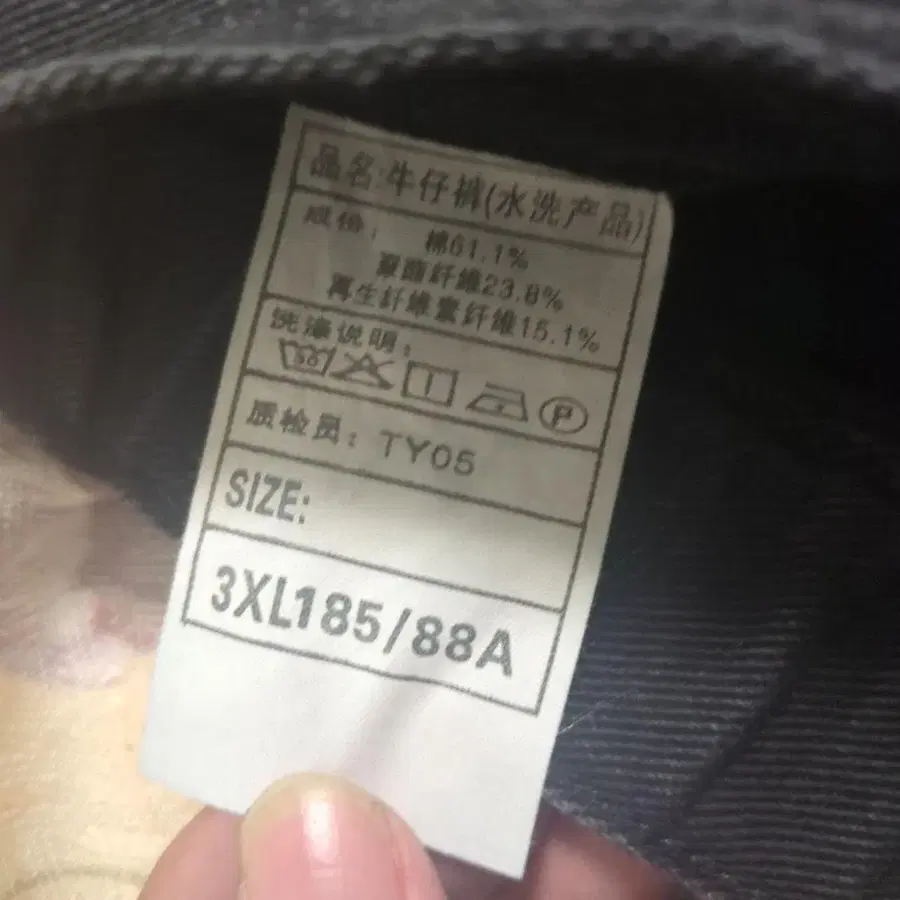 品名:牛仔裤(水洗产品)
成份：
棉61.1%
聚酯纤维23.8%
再生纤维素纤维15.1%
洗涤说明：
30
P
质检员：TY05
SIZE:
3XL185/88A